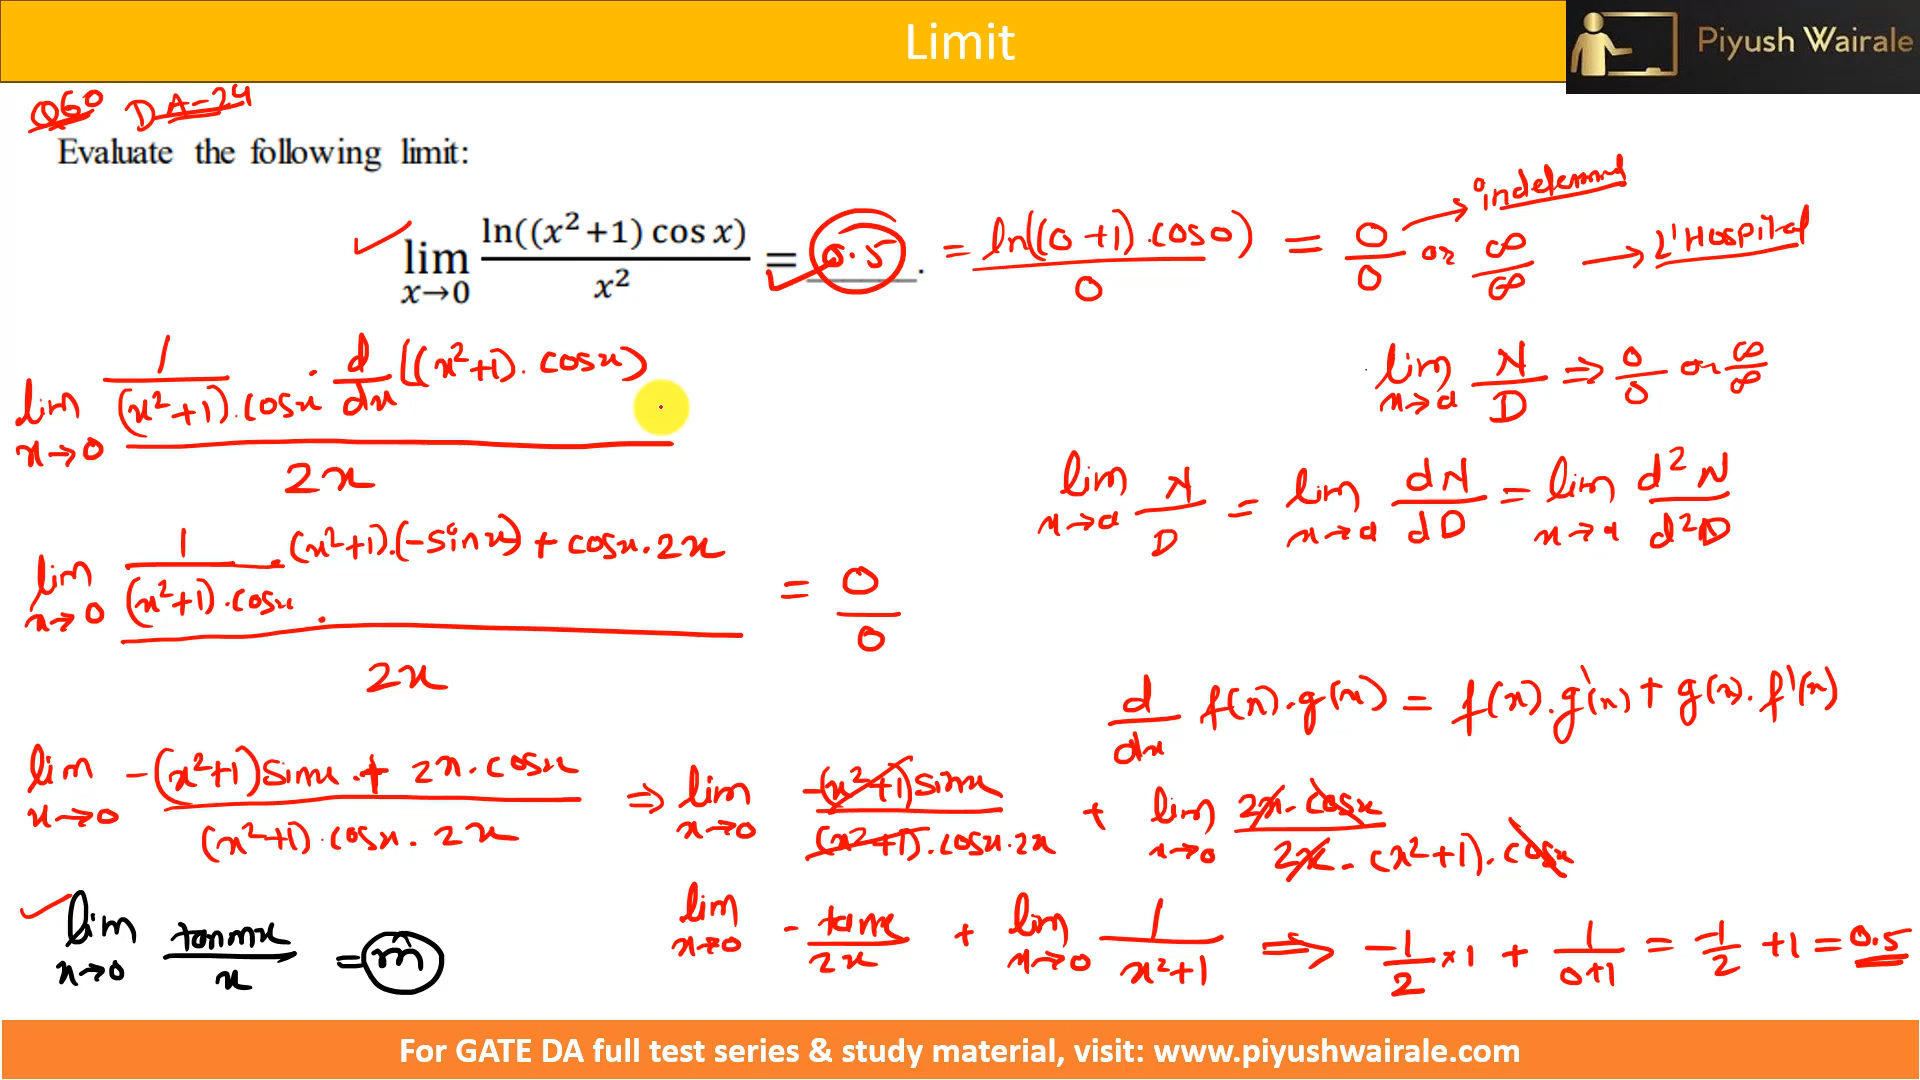 Limit
Piyush Wairale
Q60 DA-24
Evaluate the following limit:
lim x→0 ln((x²+1) cos x) / x² = 0.5 . = ln((0+1).cos0) / 0 = 0/0 or ∞/∞
→ indetermed
→ L'Hospital
lim x→0 1/((x²+1).cosx) . d/dx ((x²+1).cosx) / 2x
lim x→a N/D ⇒ 0/0 or ∞/∞
lim x→a N/D = lim x→a dN/dD = lim x→a d²N/d²D
lim x→0 1/((x²+1).cosx) . (x²+1).(-sinx) + cosx.2x / 2x = 0/0
d/dx f(x).g(x) = f(x).g'(x) + g(x).f'(x)
lim x→0 -(x²+1)sinx + 2x.cosx / (x²+1).cosx.2x ⇒ lim x→0 -(x²+1)sinx / (x²+1).cosx.2x + lim x→0 2x.cosx / 2x.(x²+1).cosx
lim x→0 tanmx / x = m
lim x→0 -tanx / 2x + lim x→0 1 / x²+1 ⇒ -1/2 × 1 + 1/0+1 = -1/2 + 1 = 0.5
For GATE DA full test series & study material, visit: www.piyushwairale.com